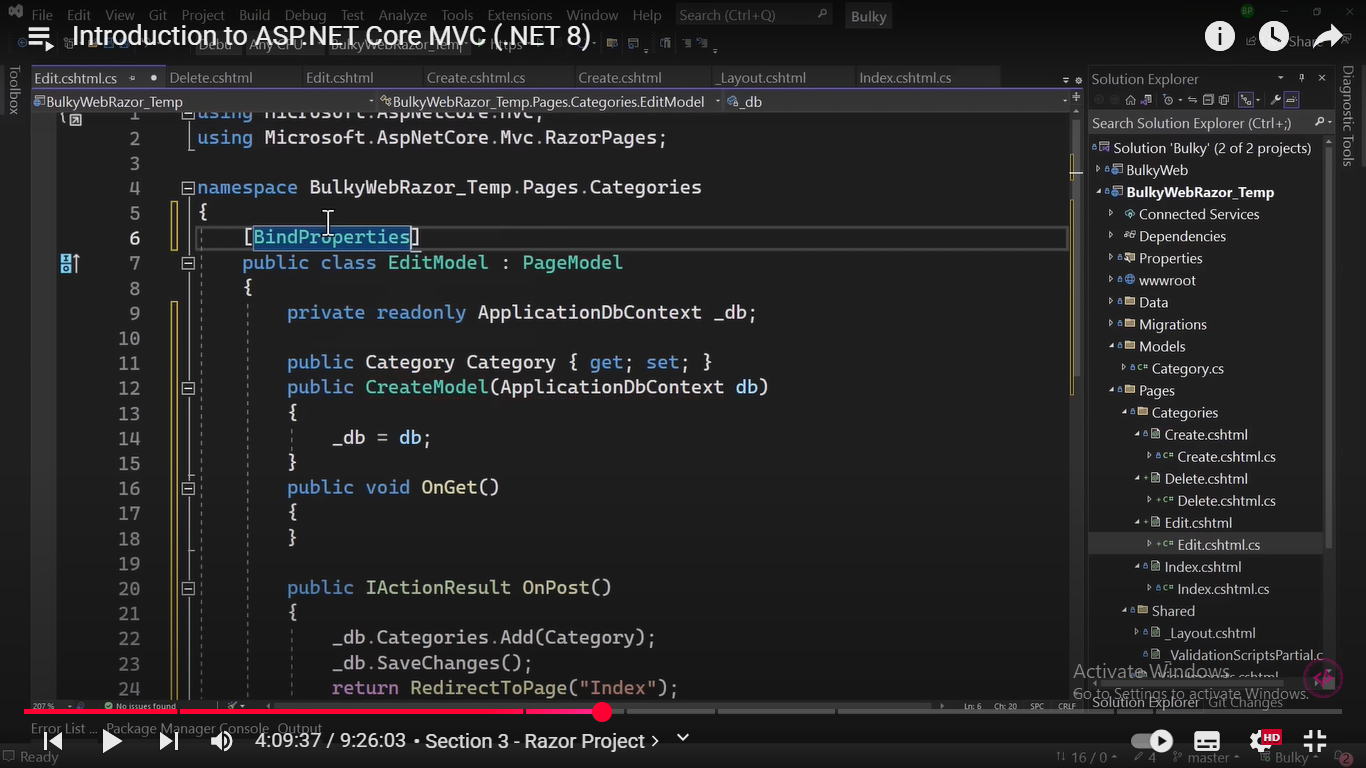 File Edit View Git Project Build Debug Test Analyze Tools Extensions Window Help Search (Ctrl+Q) Bulky
Introduction to ASP.NET Core MVC (.NET 8)
Edit.cshtml.cs Delete.cshtml Edit.cshtml Create.cshtml.cs Create.cshtml _Layout.cshtml Index.cshtml.cs
BulkyWebRazor_Temp BulkyWebRazor_Temp.Pages.Categories.EditModel _db
Toolbox
1 using Microsoft.AspNetCore.Mvc;
2 using Microsoft.AspNetCore.Mvc.RazorPages;
3
4 namespace BulkyWebRazor_Temp.Pages.Categories
5 {
6 [BindProperties]
7 public class EditModel : PageModel
8 {
9 private readonly ApplicationDbContext _db;
10
11 public Category Category { get; set; }
12 public CreateModel(ApplicationDbContext db)
13 {
14 _db = db;
15 }
16 public void OnGet()
17 {
18 }
19
20 public IActionResult OnPost()
21 {
22 _db.Categories.Add(Category);
23 _db.SaveChanges();
24 return RedirectToPage("Index");
Solution Explorer
Search Solution Explorer (Ctrl+;)
Solution 'Bulky' (2 of 2 projects)
BulkyWeb
BulkyWebRazor_Temp
Connected Services
Dependencies
Properties
wwwroot
Data
Migrations
Models
C# Category.cs
Pages
Categories
Create.cshtml
C# Create.cshtml.cs
Delete.cshtml
C# Delete.cshtml.cs
Edit.cshtml
C# Edit.cshtml.cs
Index.cshtml
C# Index.cshtml.cs
Shared
_Layout.cshtml
_ValidationScriptsPartial.c
Diagnostic Tools
Activate Windows
Go to Settings to activate Windows.
Solution Explorer Git Changes
207 % No issues found Ln: 6 Ch: 20 SPC CRLF
Error List ... Package Manager Console Output
4:09:37 / 9:26:03 • Section 3 - Razor Project
HD
Ready 16 / 0 4 master Bulky 2